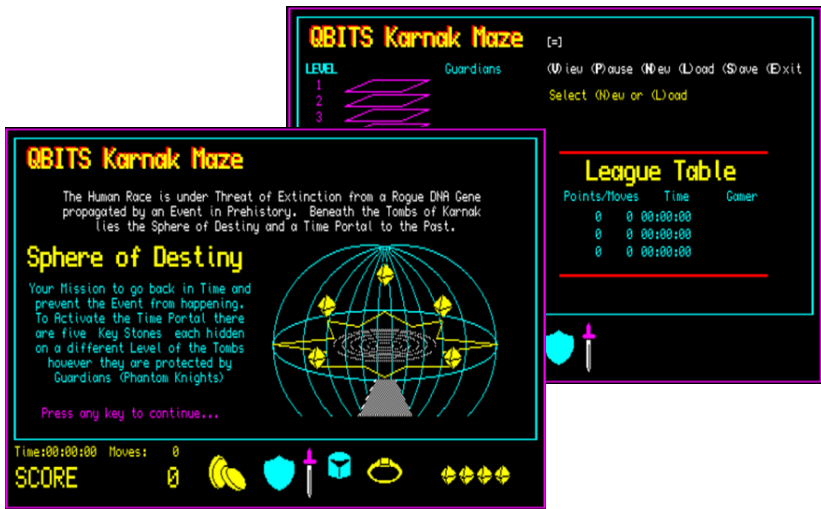 QBITS Karnak Maze
[=]
LEVEL
Guardians
(V)iew (P)ause (N)ew (L)oad (S)ave (E)xit
1
2
3
Select (N)ew or (L)oad
League Table
Points/Moves Time Gamer
0 0 00:00:00
0 0 00:00:00
0 0 00:00:00
QBITS Karnak Maze
The Human Race is under Threat of Extinction from a Rogue DNA Gene
propagated by an Event in Prehistory. Beneath the Tombs of Karnak
lies the Sphere of Destiny and a Time Portal to the Past.
Sphere of Destiny
Your Mission to go back in Time and
prevent the Event from happening.
To Activate the Time Portal there
are five Key Stones each hidden
on a different Level of the Tombs
however they are protected by
Guardians (Phantom Knights)
Press any key to continue...
Time:00:00:00 Moves: 0
SCORE 0